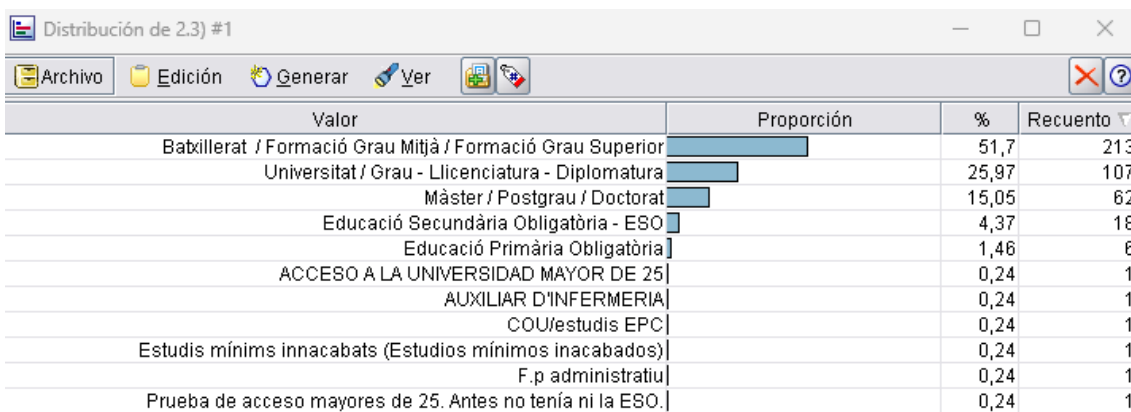 Distribución de 2.3) #1
Archivo Edición Generar Ver
Valor Proporción % Recuento
Batxillerat / Formació Grau Mitjà / Formació Grau Superior 51,7 213
Universitat / Grau - Llicenciatura - Diplomatura 25,97 107
Màster / Postgrau / Doctorat 15,05 62
Educació Secundària Obligatòria - ESO 4,37 18
Educació Primària Obligatòria 1,46 6
ACCESO A LA UNIVERSIDAD MAYOR DE 25 0,24 1
AUXILIAR D'INFERMERIA 0,24 1
COU/estudis EPC 0,24 1
Estudis mínims innacabats (Estudios mínimos inacabados) 0,24 1
F.p administratiu 0,24 1
Prueba de acceso mayores de 25. Antes no tenía ni la ESO. 0,24 1